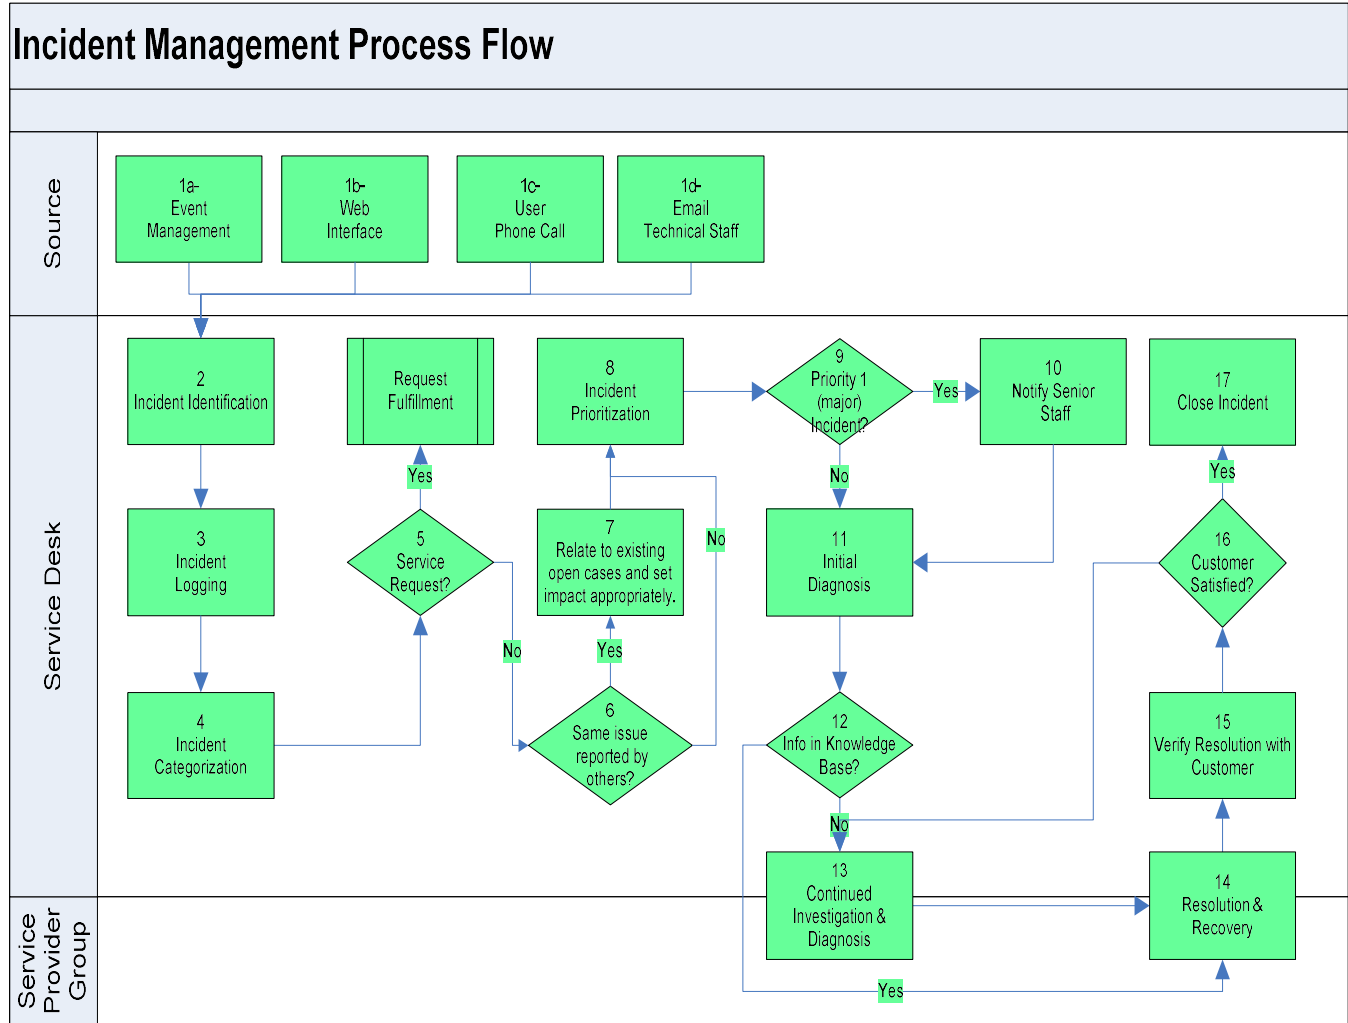 Incident Management Process Flow
Source
1a-
Event
Management
1b-
Web
Interface
1c-
User
Phone Call
1d-
Email
Technical Staff
Service Desk
2
Incident Identification
Request
Fulfillment
8
Incident
Prioritization
9
Priority 1
(major)
Incident?
Yes
10
Notify Senior
Staff
17
Close Incident
Yes
No
Yes
3
Incident
Logging
5
Service
Request?
7
Relate to existing
open cases and set
impact appropriately.
No
11
Initial
Diagnosis
16
Customer
Satisfied?
No
Yes
4
Incident
Categorization
6
Same issue
reported by
others?
12
Info in Knowledge
Base?
15
Verify Resolution with
Customer
No
13
Continued
Investigation &
Diagnosis
14
Resolution &
Recovery
Service
Provider
Group
Yes